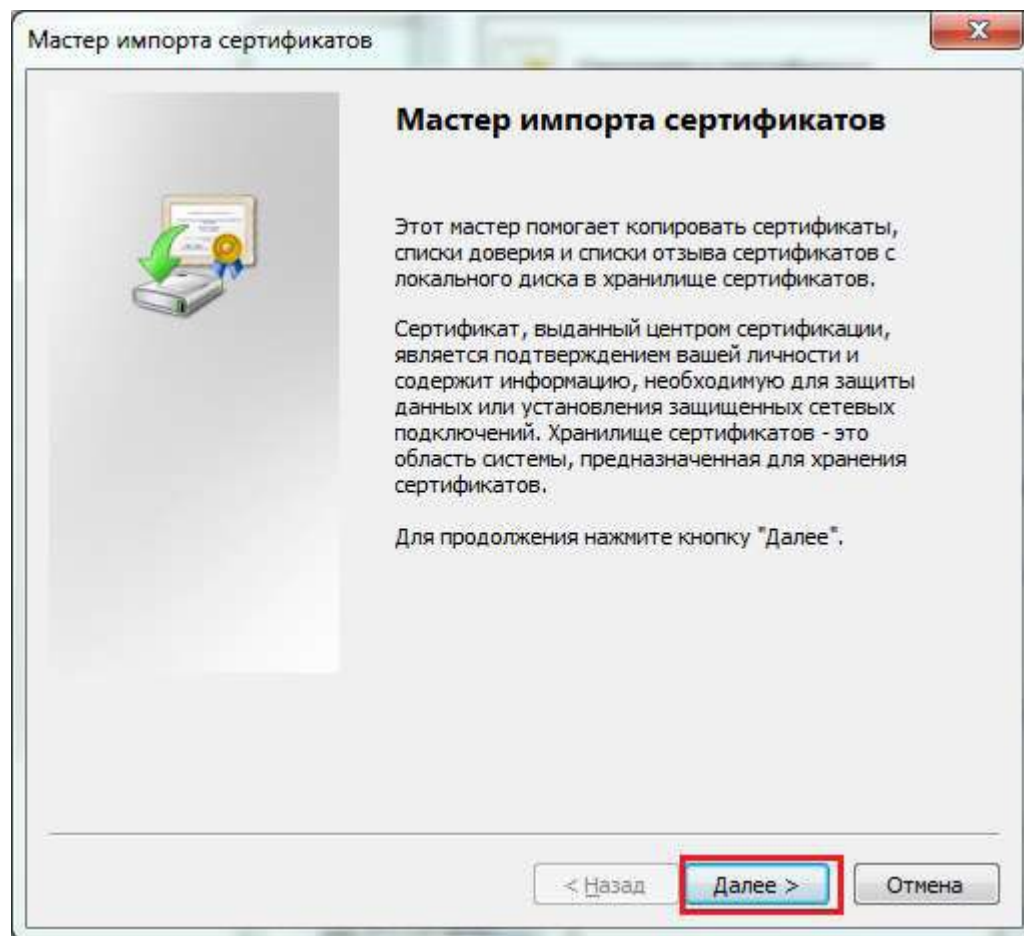 Мастер импорта сертификатов
Мастер импорта сертификатов
Этот мастер помогает копировать сертификаты,
списки доверия и списки отзыва сертификатов с
локального диска в хранилище сертификатов.
Сертификат, выданный центром сертификации,
является подтверждением вашей личности и
содержит информацию, необходимую для защиты
данных или установления защищенных сетевых
подключений. Хранилище сертификатов - это
область системы, предназначенная для хранения
сертификатов.
Для продолжения нажмите кнопку "Далее".
< Назад Далее > Отмена